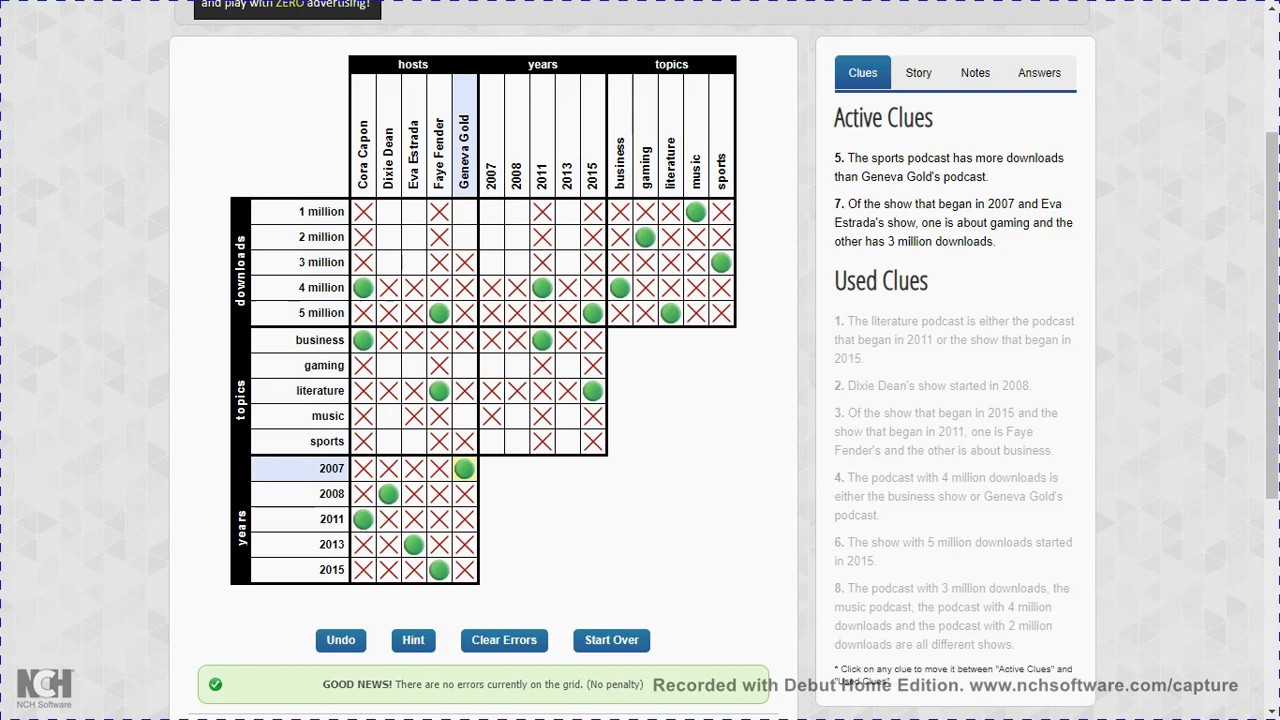 and play with ZERO advertising!
hosts years topics
Cora Capon
Dixie Dean
Eva Estrada
Faye Fender
Geneva Gold
2007
2008
2011
2013
2015
business
gaming
literature
music
sports
downloads
1 million
2 million
3 million
4 million
5 million
topics
business
gaming
literature
music
sports
years
2007
2008
2011
2013
2015
Undo Hint Clear Errors Start Over
GOOD NEWS! There are no errors currently on the grid. (No penalty)
Clues Story Notes Answers
Active Clues
5. The sports podcast has more downloads
than Geneva Gold's podcast.
7. Of the show that began in 2007 and Eva
Estrada's show, one is about gaming and the
other has 3 million downloads.
Used Clues
1. The literature podcast is either the podcast
that began in 2011 or the show that began in
2015.
2. Dixie Dean's show started in 2008.
3. Of the show that began in 2015 and the
show that began in 2011, one is Faye
Fender's and the other is about business.
4. The podcast with 4 million downloads is
either the business show or Geneva Gold's
podcast.
6. The show with 5 million downloads started
in 2015.
8. The podcast with 3 million downloads, the
music podcast, the podcast with 4 million
downloads and the podcast with 2 million
downloads are all different shows.
* Click on any clue to move it between "Active Clues" and
"Used Clues".
NCH
NCH Software
Recorded with Debut Home Edition. www.nchsoftware.com/capture